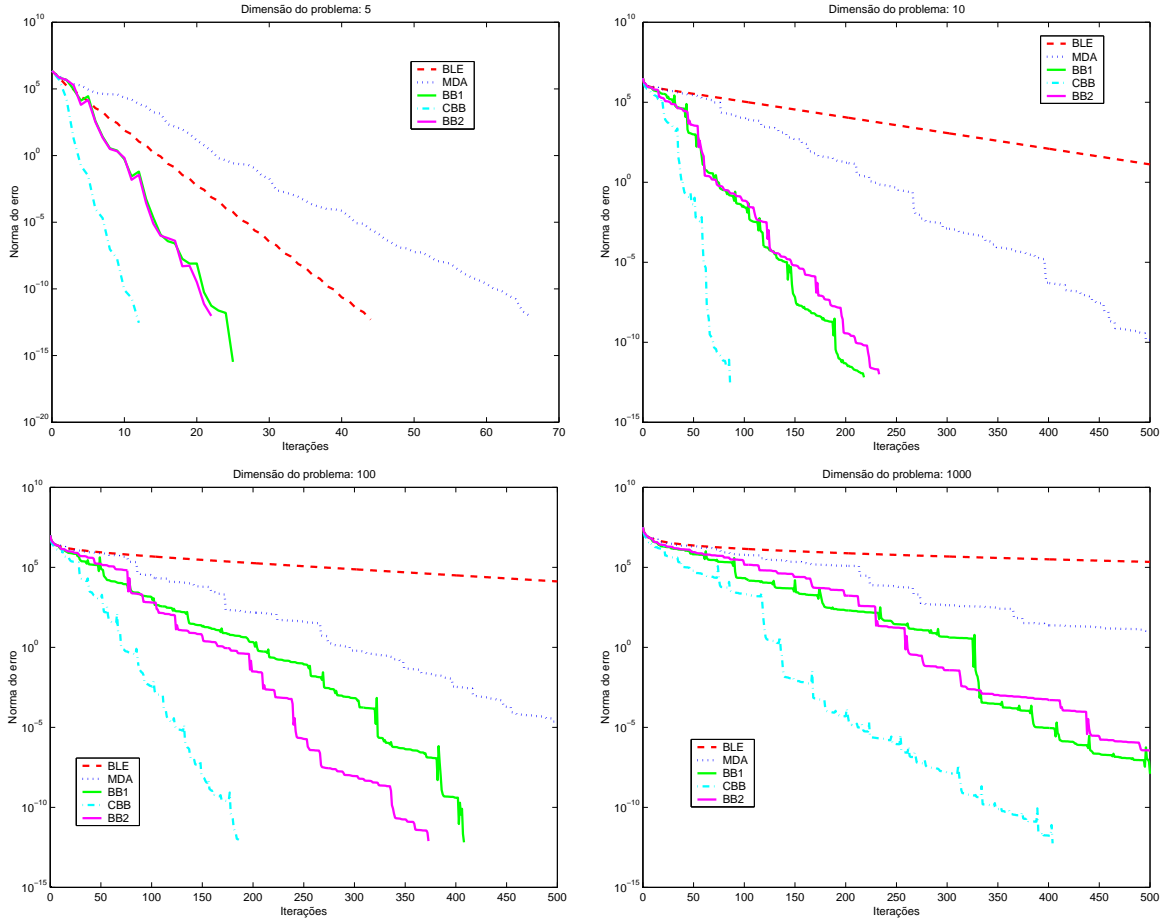 Dimensão do problema: 5
10^10
10^5
10^0
10^-5
10^-10
10^-15
10^-20
Norma do erro
BLE
MDA
BB1
CBB
BB2
0 10 20 30 40 50 60 70
Iterações
Dimensão do problema: 10
10^10
10^5
10^0
10^-5
10^-10
10^-15
Norma do erro
BLE
MDA
BB1
CBB
BB2
0 50 100 150 200 250 300 350 400 450 500
Iterações
Dimensão do problema: 100
10^10
10^5
10^0
10^-5
10^-10
10^-15
Norma do erro
BLE
MDA
BB1
CBB
BB2
0 50 100 150 200 250 300 350 400 450 500
Iterações
Dimensão do problema: 1000
10^10
10^5
10^0
10^-5
10^-10
10^-15
Norma do erro
BLE
MDA
BB1
CBB
BB2
0 50 100 150 200 250 300 350 400 450 500
Iterações